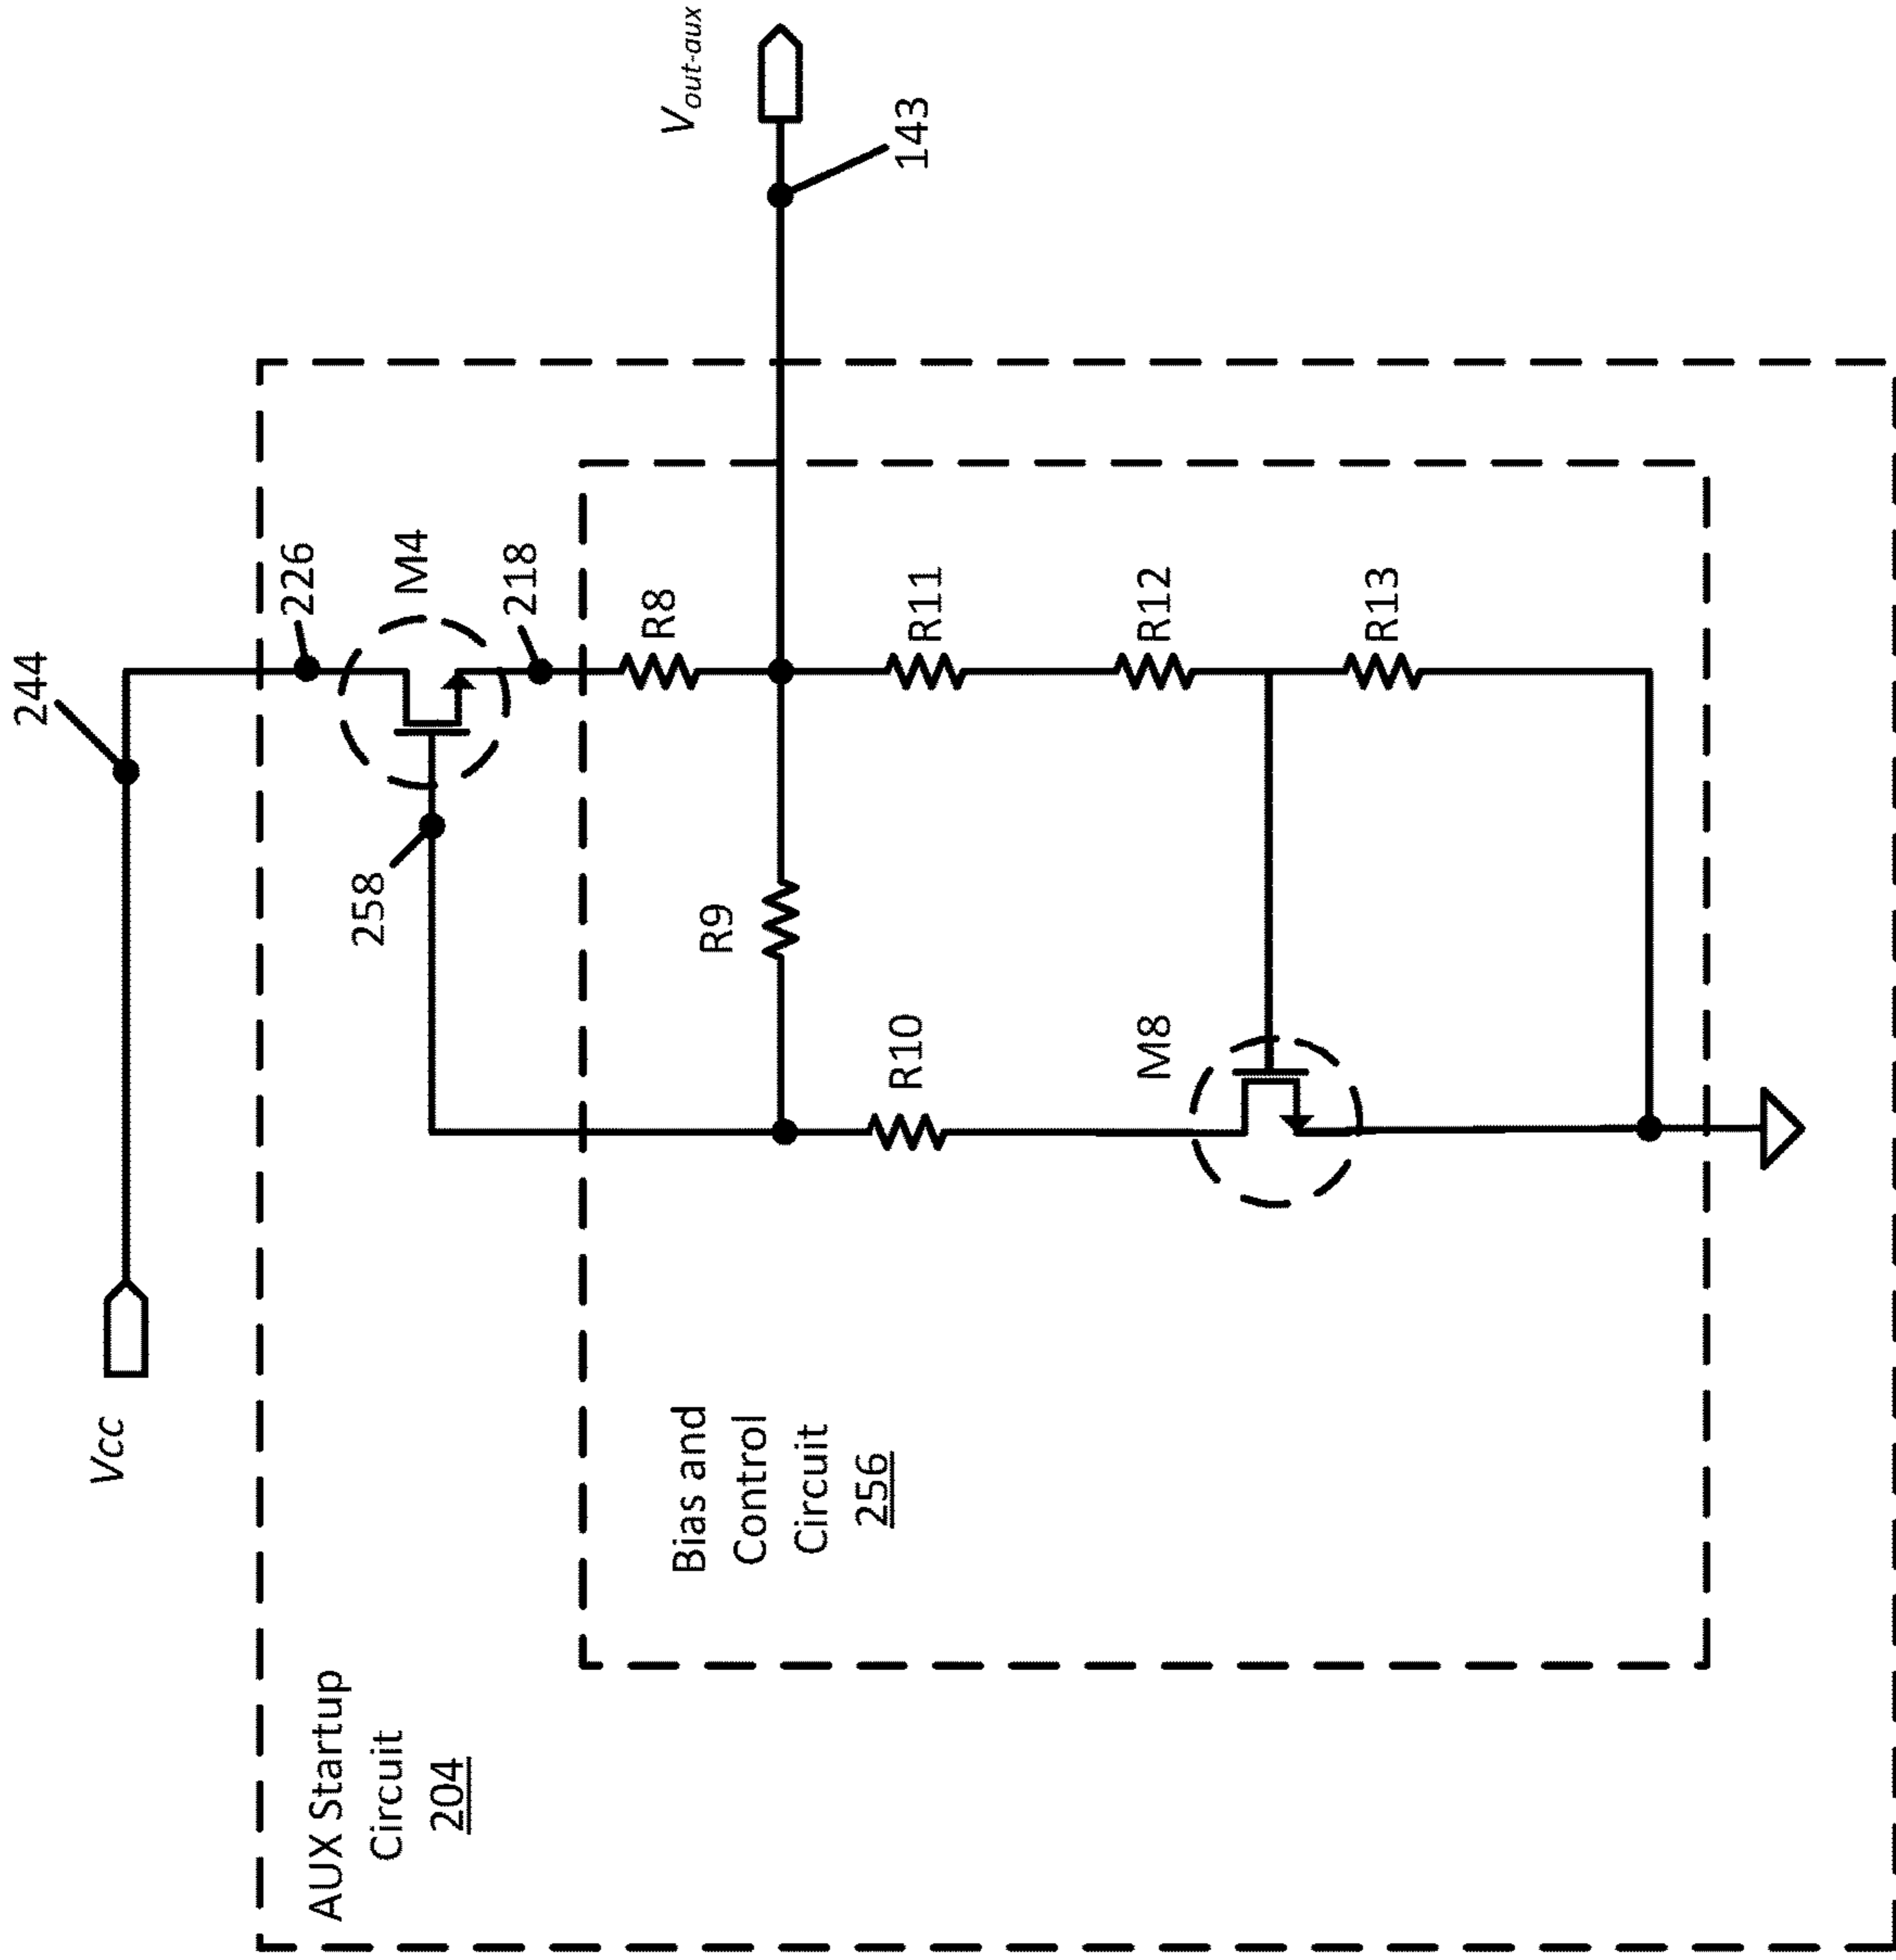 Vcc
244
AUX Startup
Circuit
204
226
M4
258
218
Bias and
Control
Circuit
256
R8
V out-aux
143
R9
R10
R11
M8
R12
R13